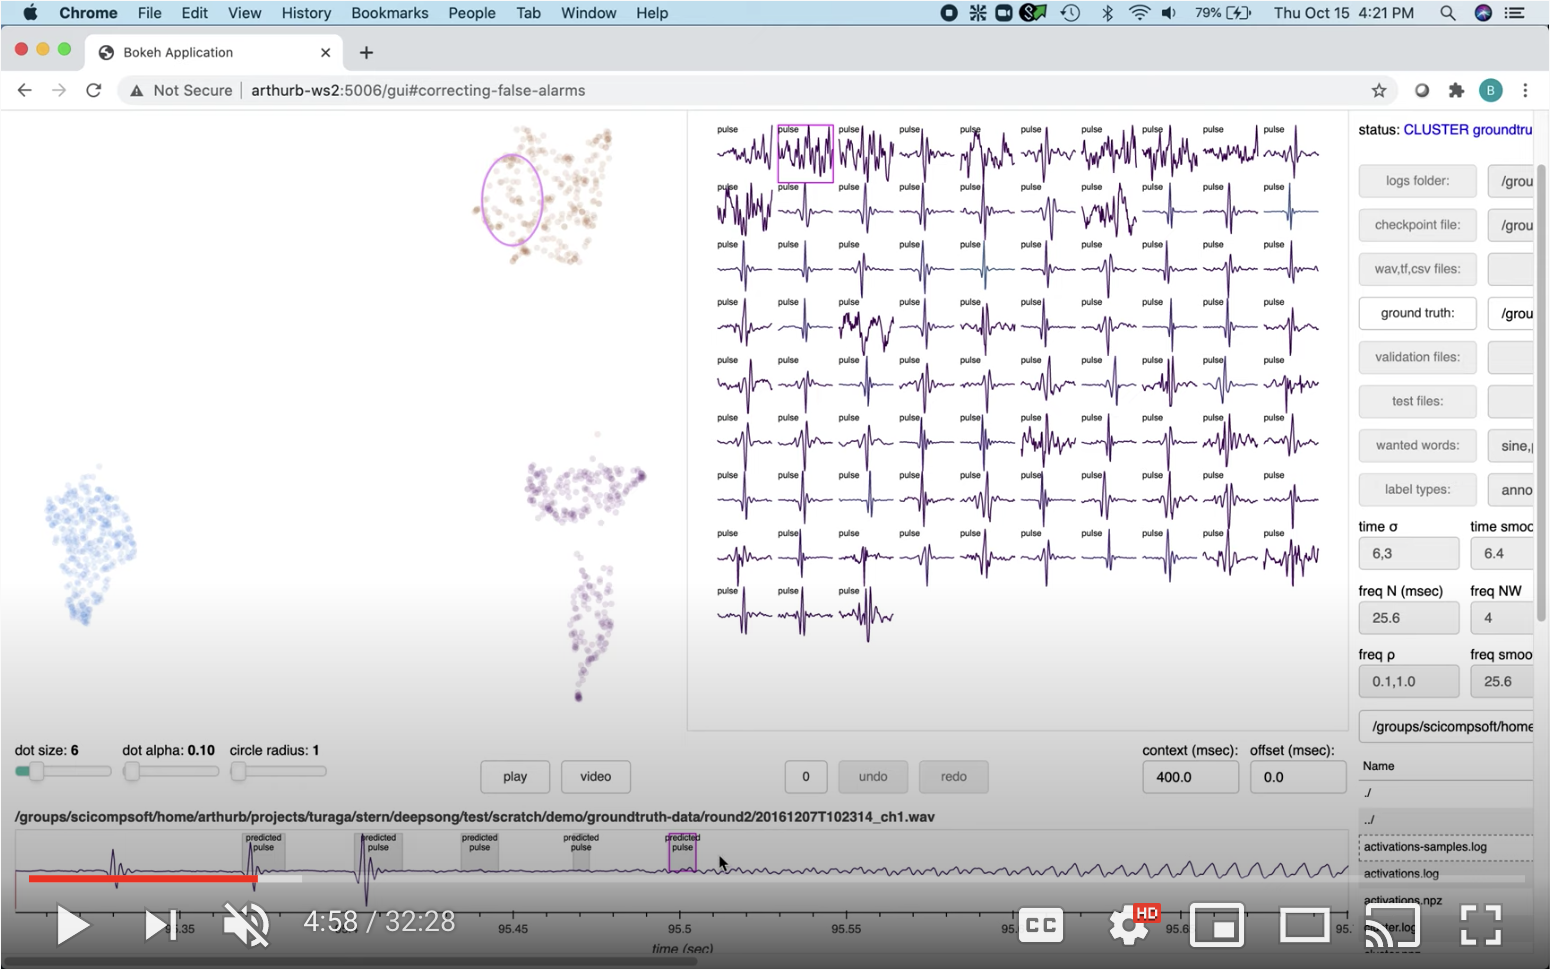 Chrome File Edit View History Bookmarks People Tab Window Help 79% Thu Oct 15 4:21 PM
Bokeh Application
Not Secure arthurb-ws2:5006/gui#correcting-false-alarms B
status: CLUSTER groundtru
pulse pulse pulse pulse pulse pulse pulse pulse pulse pulse
logs folder: /grou
pulse pulse pulse pulse pulse pulse pulse pulse pulse pulse
checkpoint file: /grou
pulse pulse pulse pulse pulse pulse pulse pulse pulse pulse
wav,tf,csv files:
pulse pulse pulse pulse pulse pulse pulse pulse pulse pulse
ground truth: /grou
validation files:
pulse pulse pulse pulse pulse pulse pulse pulse pulse pulse
test files:
pulse pulse pulse pulse pulse pulse pulse pulse pulse pulse
wanted words: sine,
pulse pulse pulse pulse pulse pulse pulse pulse pulse pulse
label types: anno
time σ time smoo
pulse pulse pulse pulse pulse pulse pulse pulse pulse pulse
6,3 6.4
freq N (msec) freq NW
pulse pulse pulse
25.6 4
freq ρ freq smoo
0.1,1.0 25.6
/groups/scicompsoft/home
dot size: 6 dot alpha: 0.10 circle radius: 1 context (msec): offset (msec):
Name
play video 0 undo redo 400.0 0.0
./
/groups/scicompsoft/home/arthurb/projects/turaga/stern/deepsong/test/scratch/demo/groundtruth-data/round2/20161207T102314_ch1.wav
../
predicted predicted predicted predicted predicted
pulse pulse pulse pulse pulse
activations-samples.log
activations.log
activations.npz
HD
4:58 / 32:28
CC
95.45 95.5 95.55
time (sec)